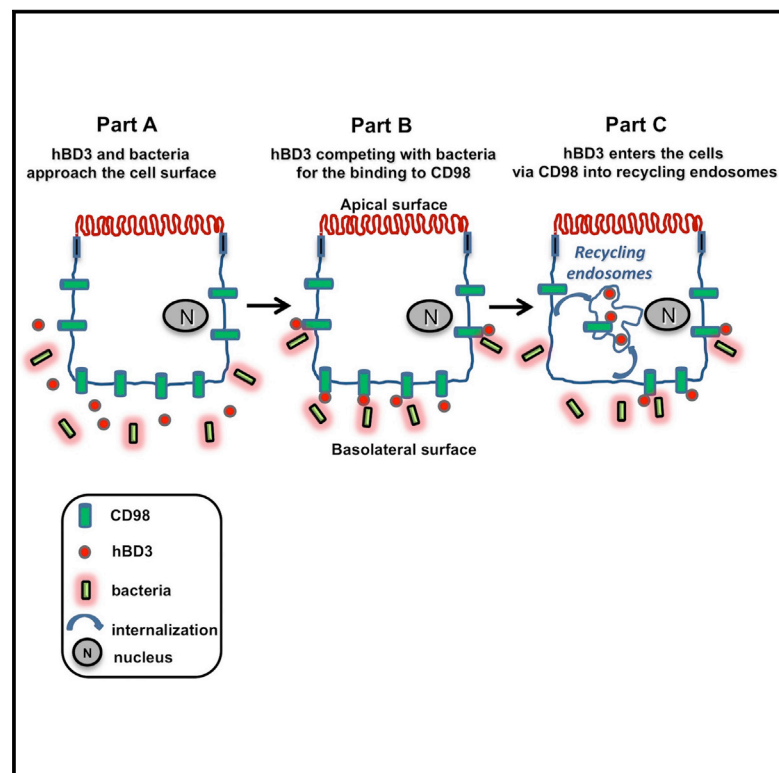 Part A
hBD3 and bacteria
approach the cell surface
Part B
hBD3 competing with bacteria
for the binding to CD98
Part C
hBD3 enters the cells
via CD98 into recycling endosomes
Apical surface
Recycling
endosomes
N
N
N
Basolateral surface
CD98
hBD3
bacteria
internalization
N
nucleus